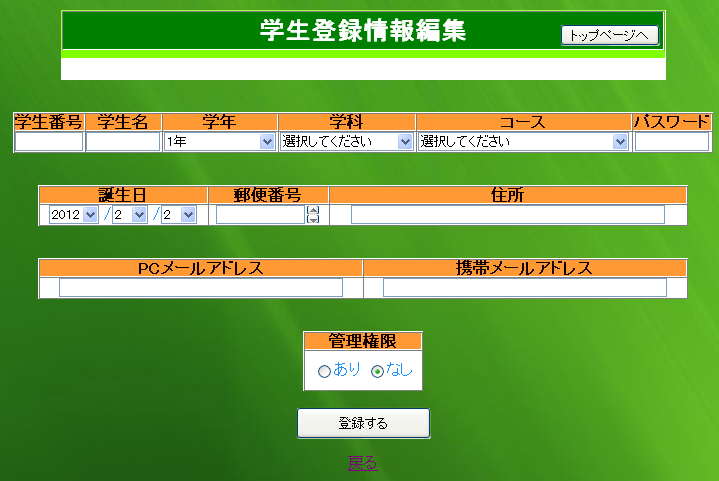 学生登録情報編集
トップページへ
学生番号 学生名 学年 学科 コース パスワード
1年 選択してください 選択してください
誕生日 郵便番号 住所
2012 / 2 / 2
PCメールアドレス 携帯メールアドレス
管理権限
あり なし
登録する
戻る